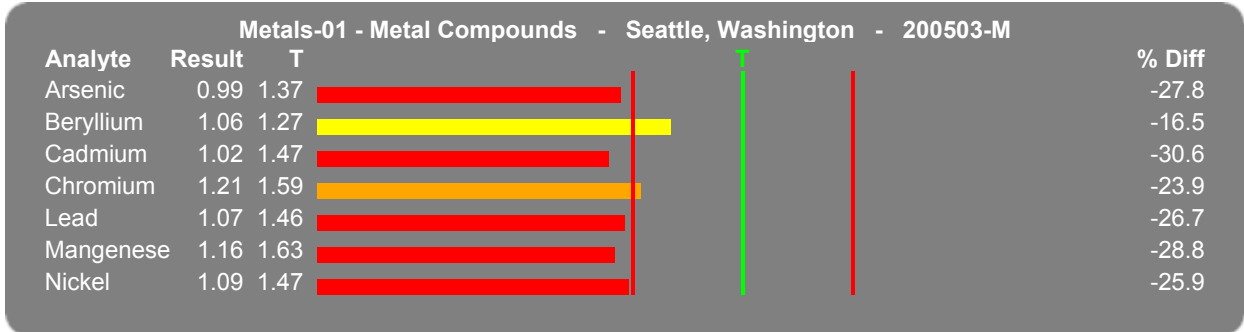 Metals-01 - Metal Compounds - Seattle, Washington - 200503-M
Analyte Result T T % Diff
Arsenic 0.99 1.37 -27.8
Beryllium 1.06 1.27 -16.5
Cadmium 1.02 1.47 -30.6
Chromium 1.21 1.59 -23.9
Lead 1.07 1.46 -26.7
Mangenese 1.16 1.63 -28.8
Nickel 1.09 1.47 -25.9